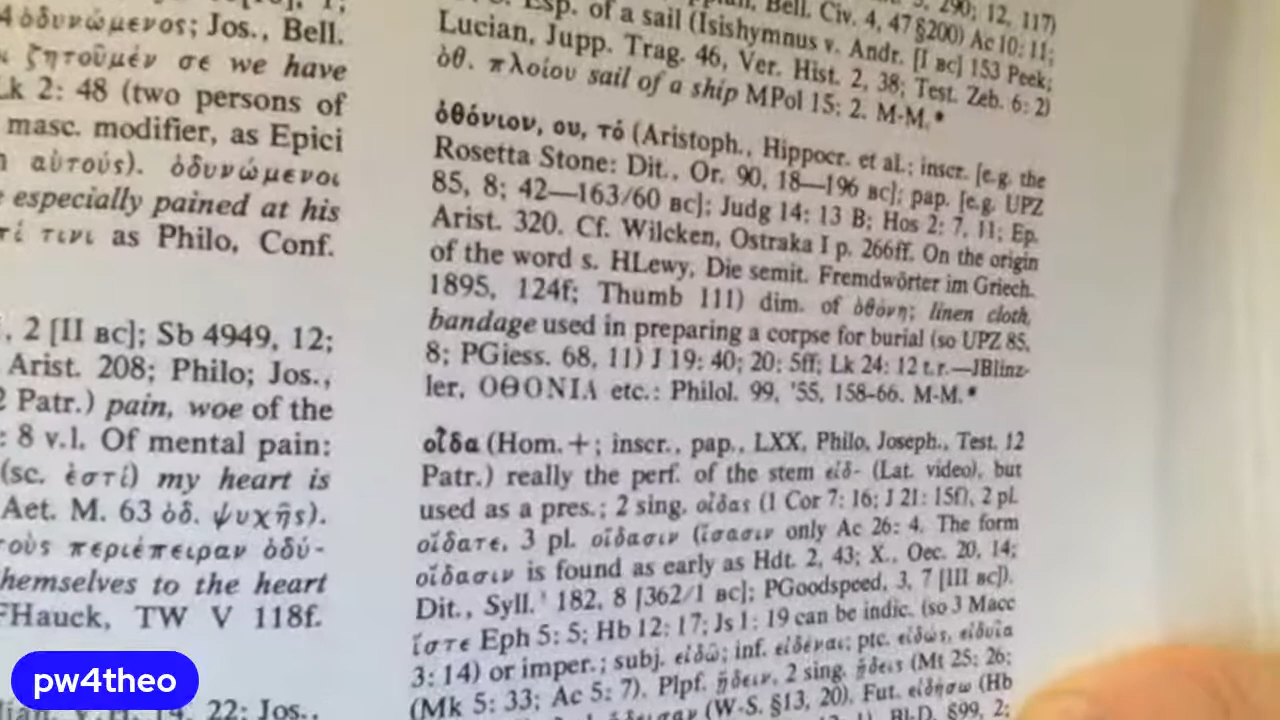 4 ὀδυνώμενος; Jos., Bell.
ζητοῦμέν σε we have
Lk 2: 48 (two persons of
masc. modifier, as Epici
αὐτούς). ὀδυνώμενοι
especially pained at his
τινι as Philo, Conf.
, 2 [II BC]; Sb 4949, 12;
Arist. 208; Philo; Jos.,
2 Patr.) pain, woe of the
: 8 v.l. Of mental pain:
(sc. ἐστί) my heart is
Aet. M. 63 ὀδ. ψυχῆς).
τοὺς περιέπειραν ὀδύ-
hemselves to the heart
FHauck, TW V 118f.
22; Jos.,
290; 12, 117)
Bell. Civ. 4, 47 §200) Ac 10: 11;
Esp. of a sail (Isishymnus v. Andr. [I BC] 153 Peek;
Lucian, Jupp. Trag. 46, Ver. Hist. 2, 38; Test. Zeb. 6: 2)
ὀθ. πλοίου sail of a ship MPol 15: 2. M-M.*
ὀθόνιον, ου, τό (Aristoph., Hippocr. et al.; inscr. [e.g. the
Rosetta Stone: Dit., Or. 90, 18—196 BC]; pap. [e.g. UPZ
85, 8; 42—163/60 BC]; Judg 14: 13 B; Hos 2: 7, 11; Ep.
Arist. 320. Cf. Wilcken, Ostraka I p. 266ff. On the origin
of the word s. HLewy, Die semit. Fremdwörter im Griech.
1895, 124f; Thumb 111) dim. of ὀθόνη; linen cloth,
bandage used in preparing a corpse for burial (so UPZ 85,
8; PGiess. 68, 11) J 19: 40; 20: 5ff; Lk 24: 12 t.r.—JBlinz-
ler, ΟΘΟΝΙΑ etc.: Philol. 99, '55, 158-66. M-M.*
οἶδα (Hom.+; inscr., pap., LXX, Philo, Joseph., Test. 12
Patr.) really the perf. of the stem εἰδ- (Lat. video), but
used as a pres.; 2 sing. οἶδας (1 Cor 7: 16; J 21: 15f), 2 pl.
οἴδατε, 3 pl. οἴδασιν (ἴσασιν only Ac 26: 4. The form
οἴδασιν is found as early as Hdt. 2, 43; X., Oec. 20, 14;
Dit., Syll.³ 182, 8 [362/1 BC]; PGoodspeed, 3, 7 [III BC]).
ἴστε Eph 5: 5; Hb 12: 17; Js 1: 19 can be indic. (so 3 Macc
3: 14) or imper.; subj. εἰδῶ; inf. εἰδέναι; ptc. εἰδώς, εἰδυῖα
(Mk 5: 33; Ac 5: 7). Plpf. ᾔδειν, 2 sing. ᾔδεις (Mt 25: 26;
(W-S. §13, 20). Fut. εἰδήσω (Hb
Bl-D. §99, 2;
pw4theo